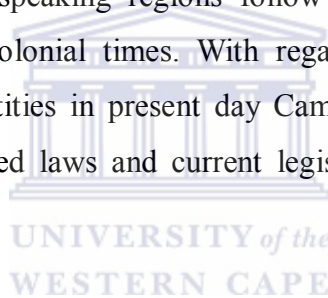 speaking regions follow
olonial times. With rega
tities in present day Cam
ed laws and current legis
UNIVERSITY of the
WESTERN CAPE